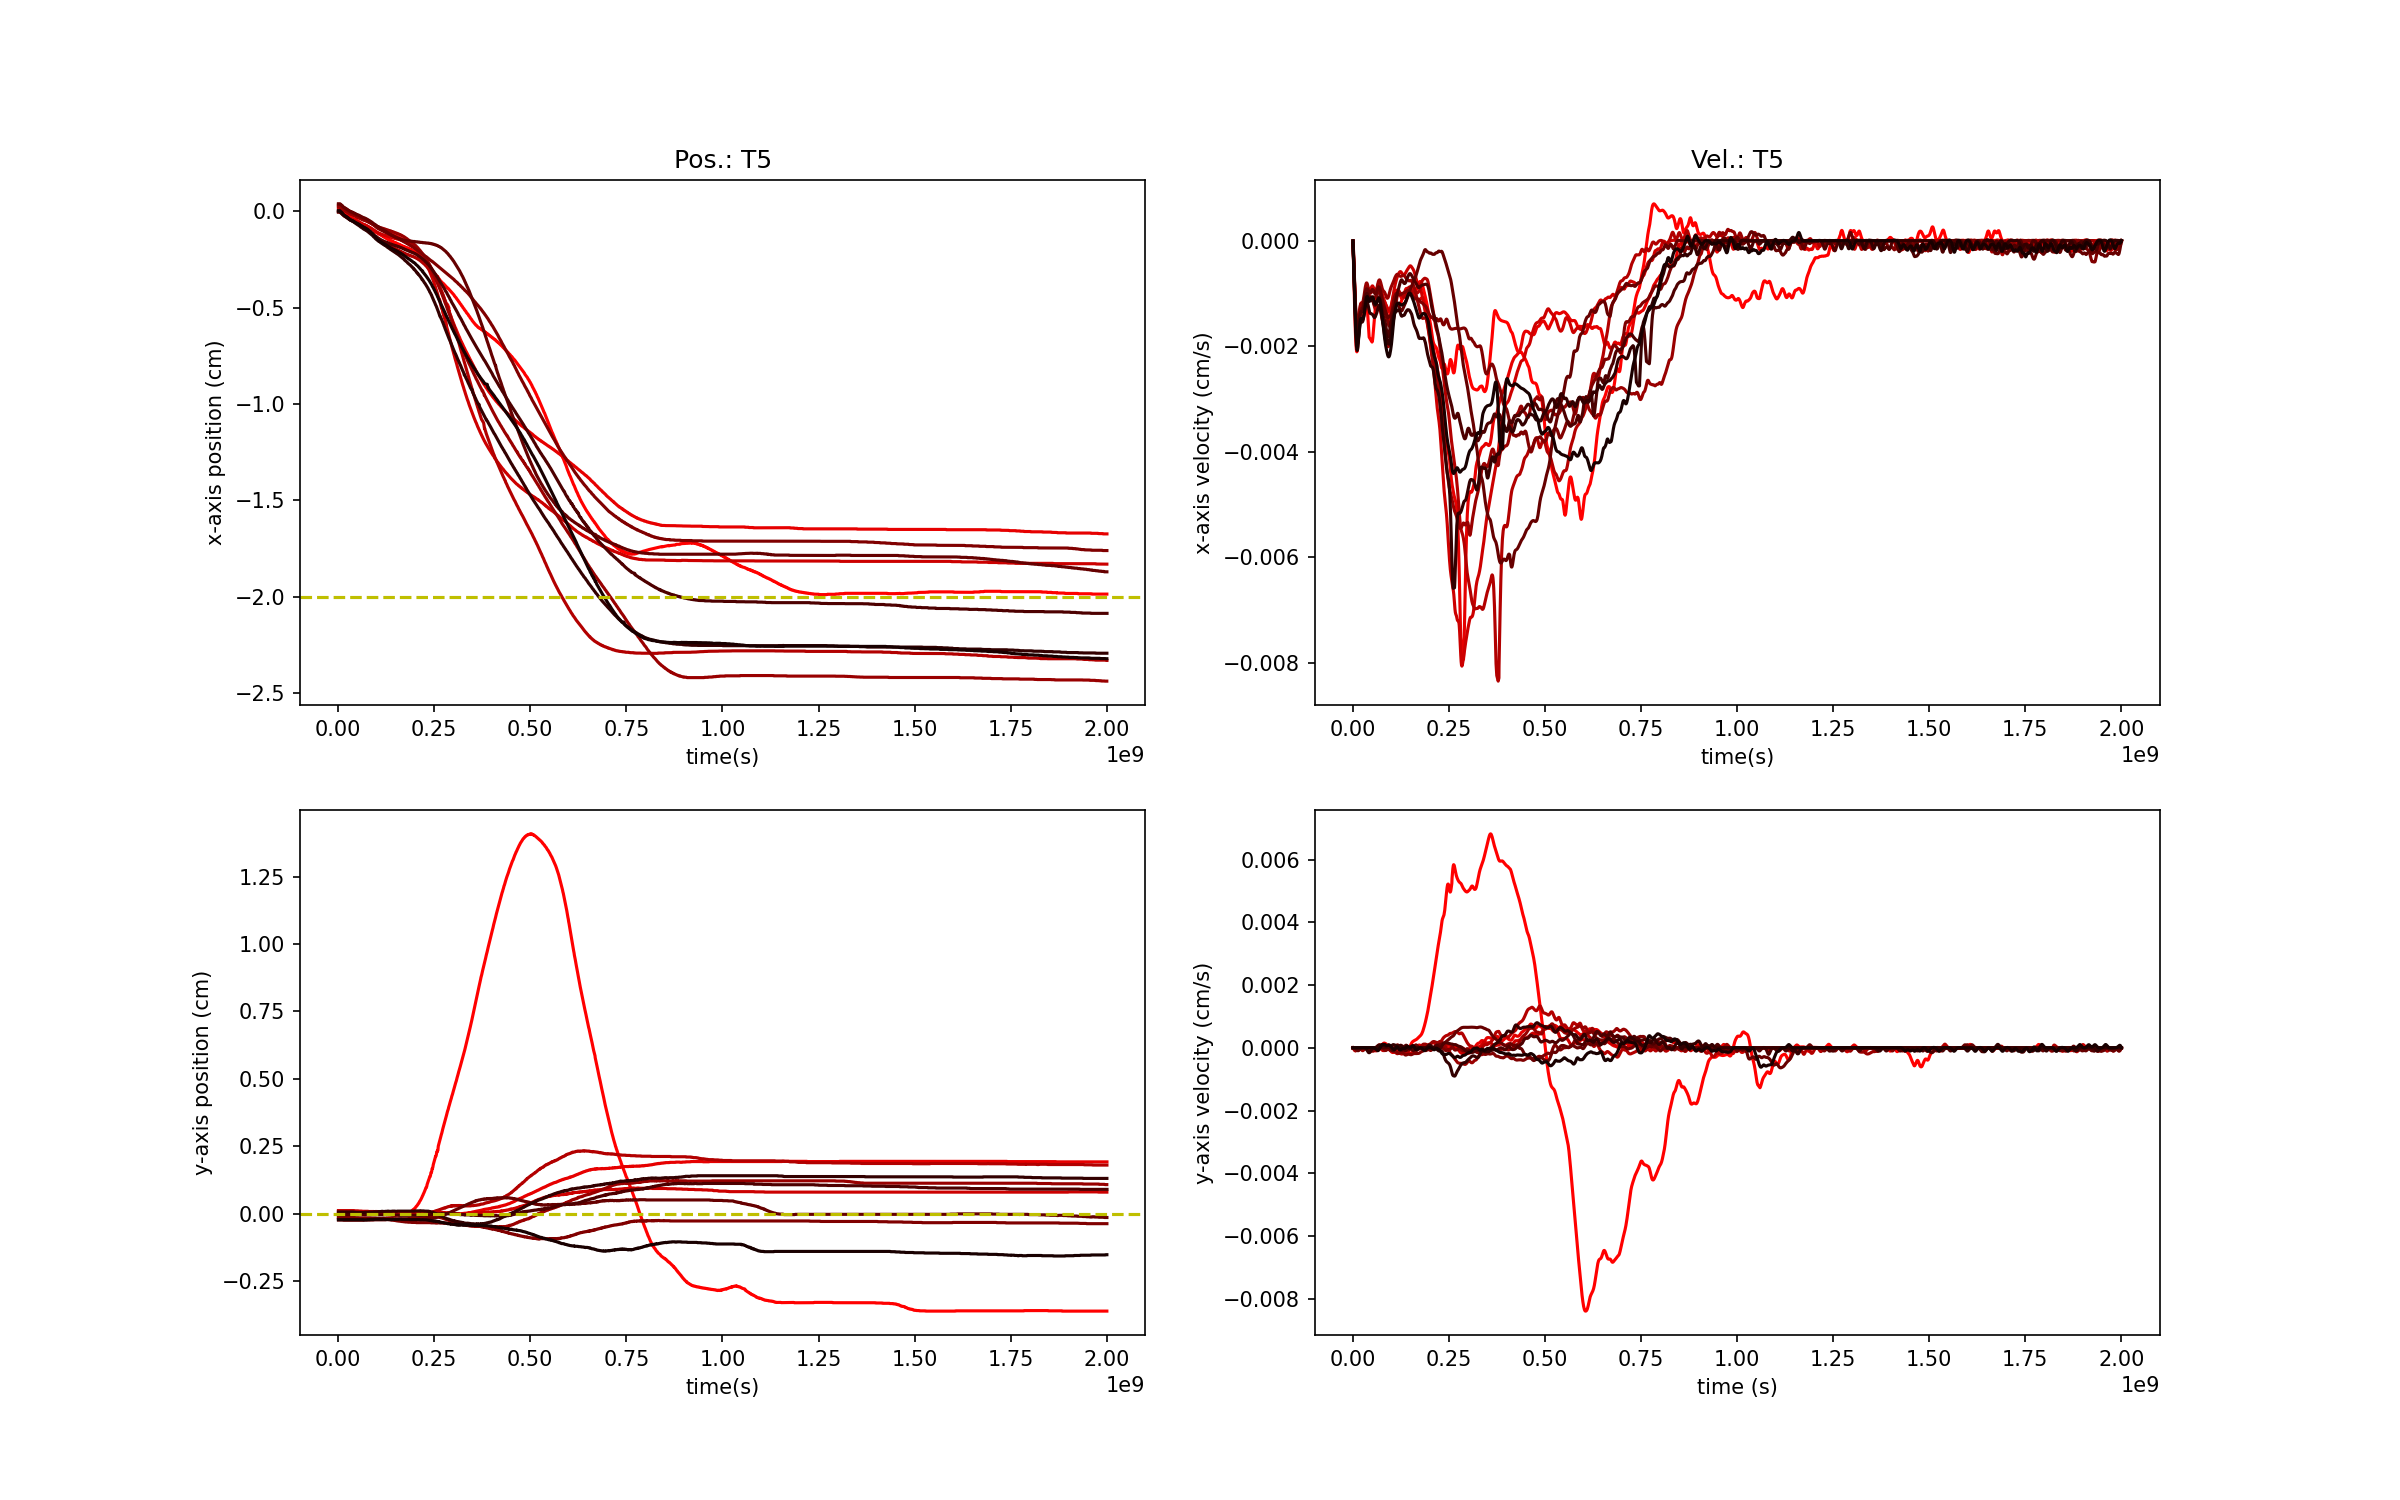 Pos.: T5
x-axis position (cm)
0.0
−0.5
−1.0
−1.5
−2.0
−2.5
0.00 0.25 0.50 0.75 1.00 1.25 1.50 1.75 2.00
time(s)
1e9
Vel.: T5
x-axis velocity (cm/s)
0.000
−0.002
−0.004
−0.006
−0.008
0.00 0.25 0.50 0.75 1.00 1.25 1.50 1.75 2.00
time(s)
1e9
y-axis position (cm)
1.25
1.00
0.75
0.50
0.25
0.00
−0.25
0.00 0.25 0.50 0.75 1.00 1.25 1.50 1.75 2.00
time(s)
1e9
y-axis velocity (cm/s)
0.006
0.004
0.002
0.000
−0.002
−0.004
−0.006
−0.008
0.00 0.25 0.50 0.75 1.00 1.25 1.50 1.75 2.00
time (s)
1e9